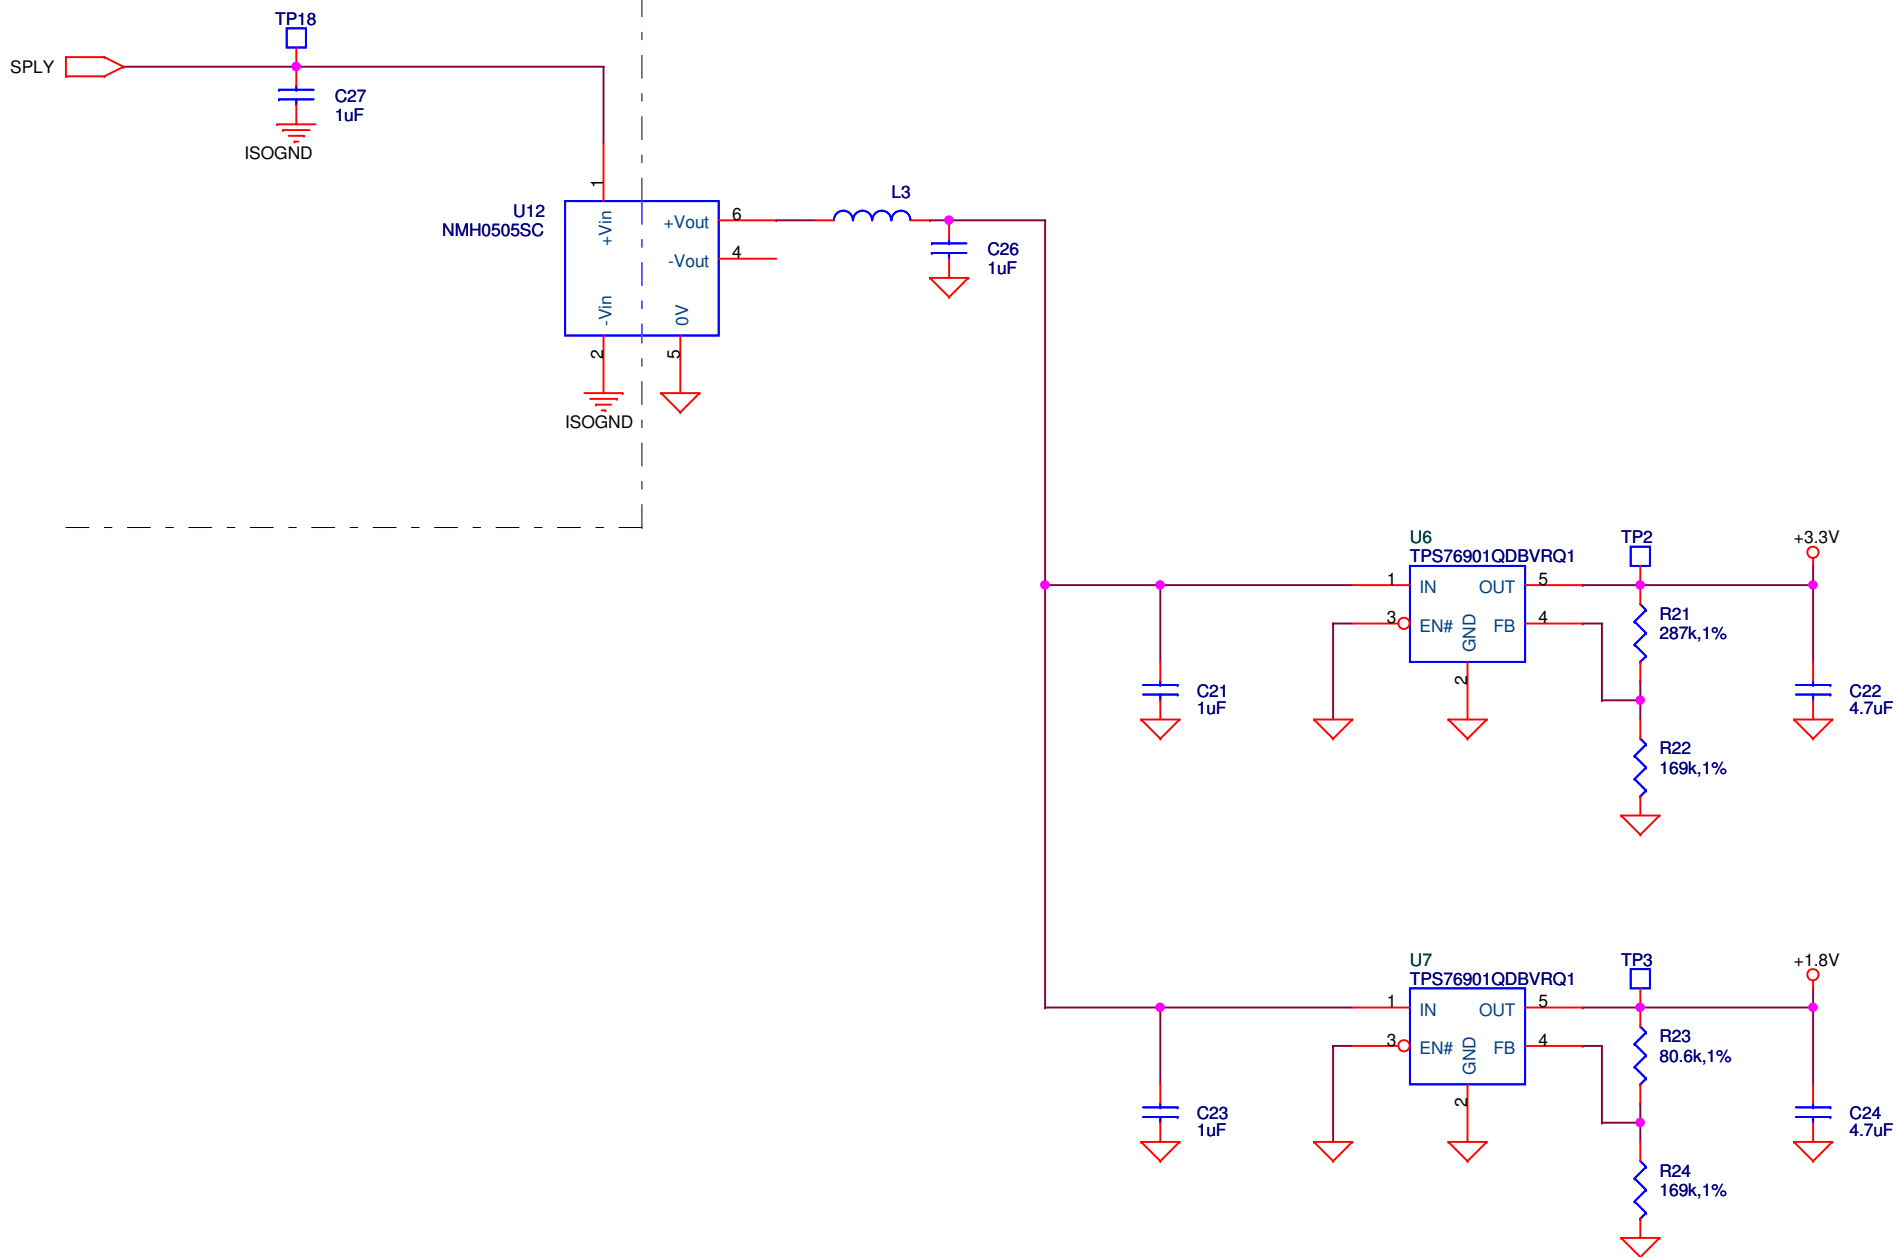 TP18
SPLY
C27
1uF
ISOGND
1
U12
NMH0505SC
+Vin
+Vout
6
-Vout
4
-Vin
0V
2
5
ISOGND
L3
C26
1uF
U6
TPS76901QDBVRQ1
1
IN
OUT
5
3
EN#
GND
FB
4
2
TP2
+3.3V
R21
287k,1%
C21
1uF
C22
4.7uF
R22
169k,1%
U7
TPS76901QDBVRQ1
1
IN
OUT
5
3
EN#
GND
FB
4
2
TP3
+1.8V
R23
80.6k,1%
C23
1uF
C24
4.7uF
R24
169k,1%